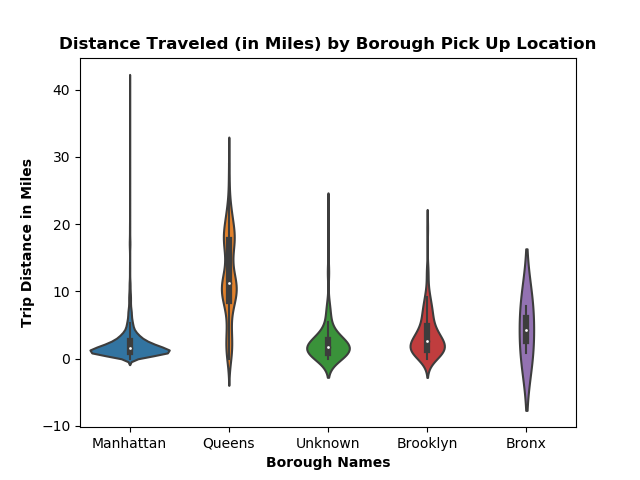 Distance Traveled (in Miles) by Borough Pick Up Location
Trip Distance in Miles
40
30
20
10
0
−10
Manhattan Queens Unknown Brooklyn Bronx
Borough Names